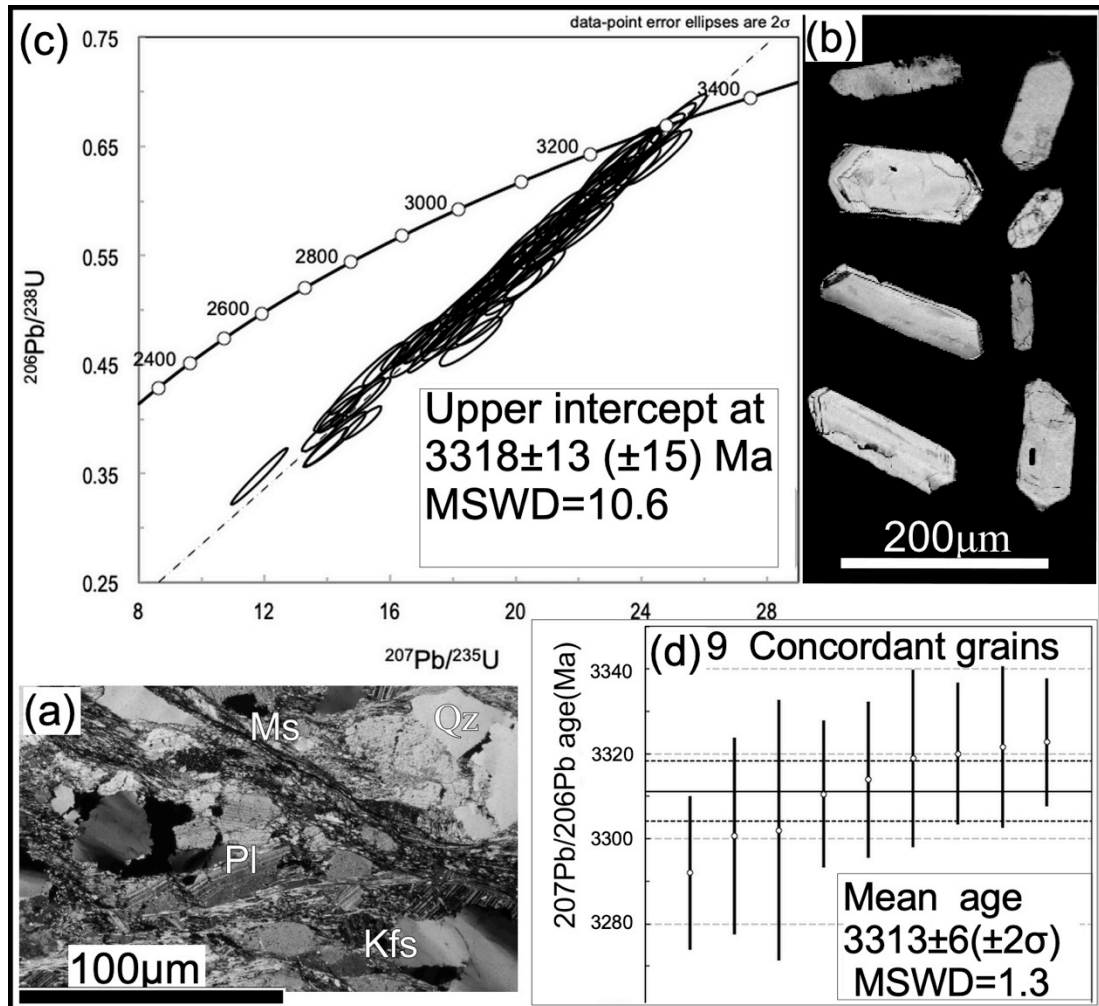 (c)
data-point error ellipses are 2σ
0.75
0.65
0.55
0.45
0.35
0.25
206Pb/238U
2400
2600
2800
3000
3200
3400
Upper intercept at
3318±13 (±15) Ma
MSWD=10.6
8
12
16
20
24
28
207Pb/235U
(b)
200μm
(a)
Ms
Qz
Pl
Kfs
100μm
(d)
9 Concordant grains
207Pb/206Pb age(Ma)
3340
3320
3300
3280
Mean age
3313±6(±2σ)
MSWD=1.3